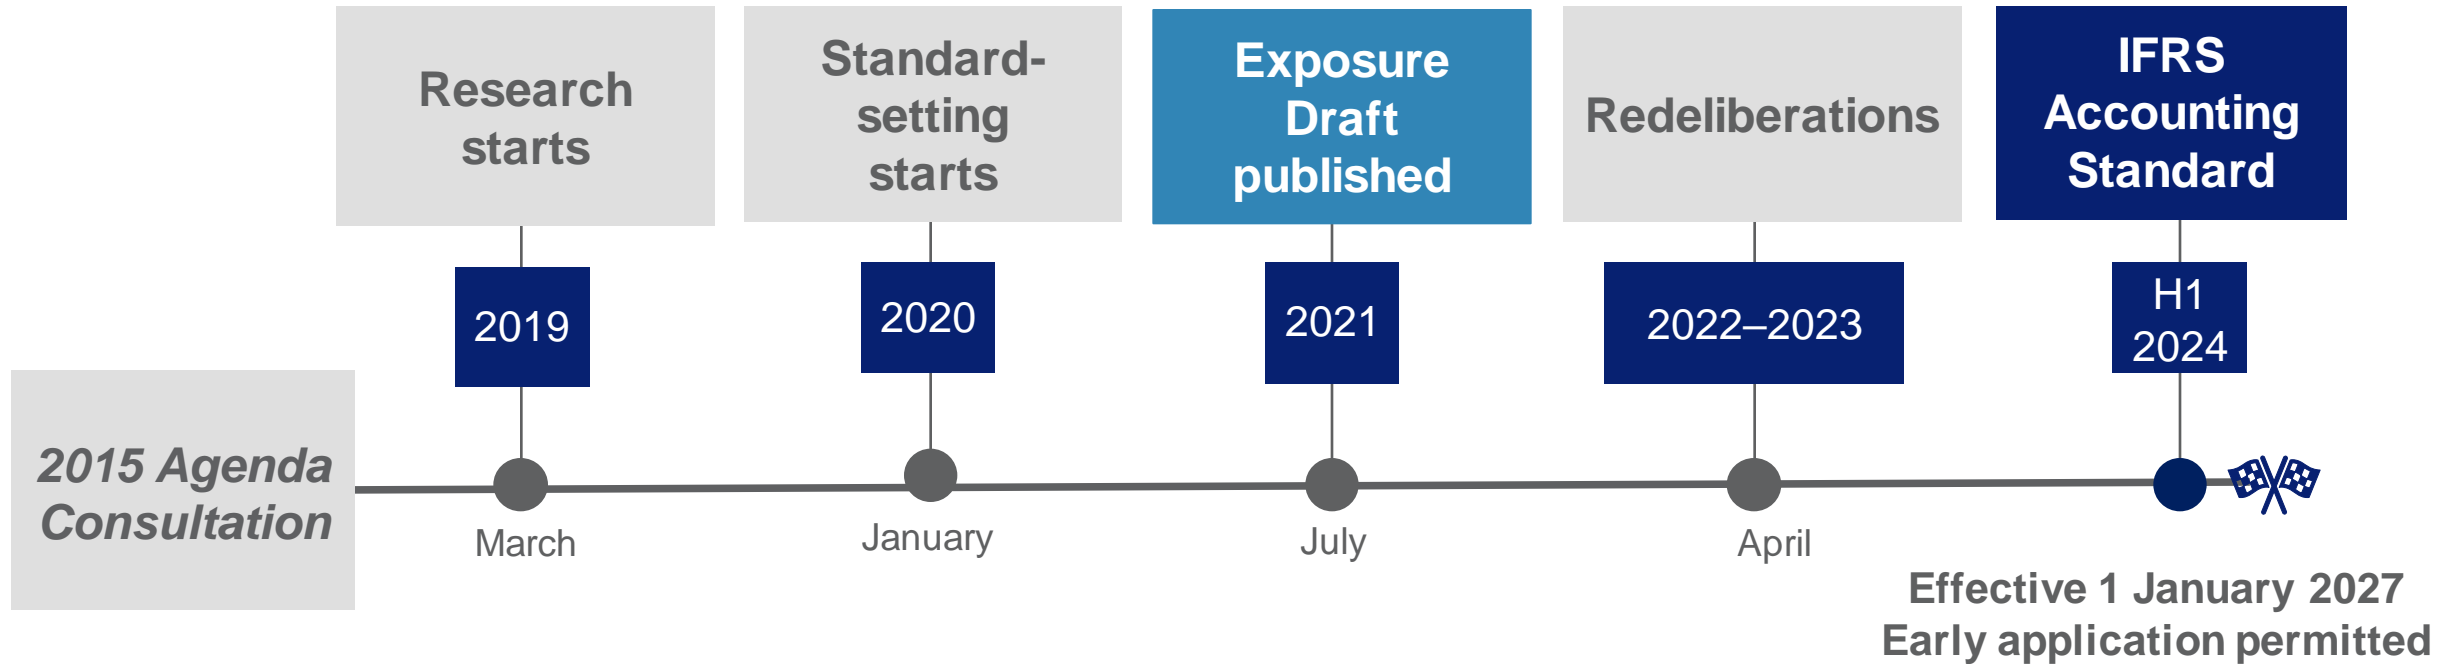 2015 Agenda
Consultation
Research
starts
2019
March
Standard-
setting
starts
2020
January
Exposure
Draft
published
2021
July
Redeliberations
2022–2023
April
IFRS
Accounting
Standard
H1
2024
Effective 1 January 2027
Early application permitted